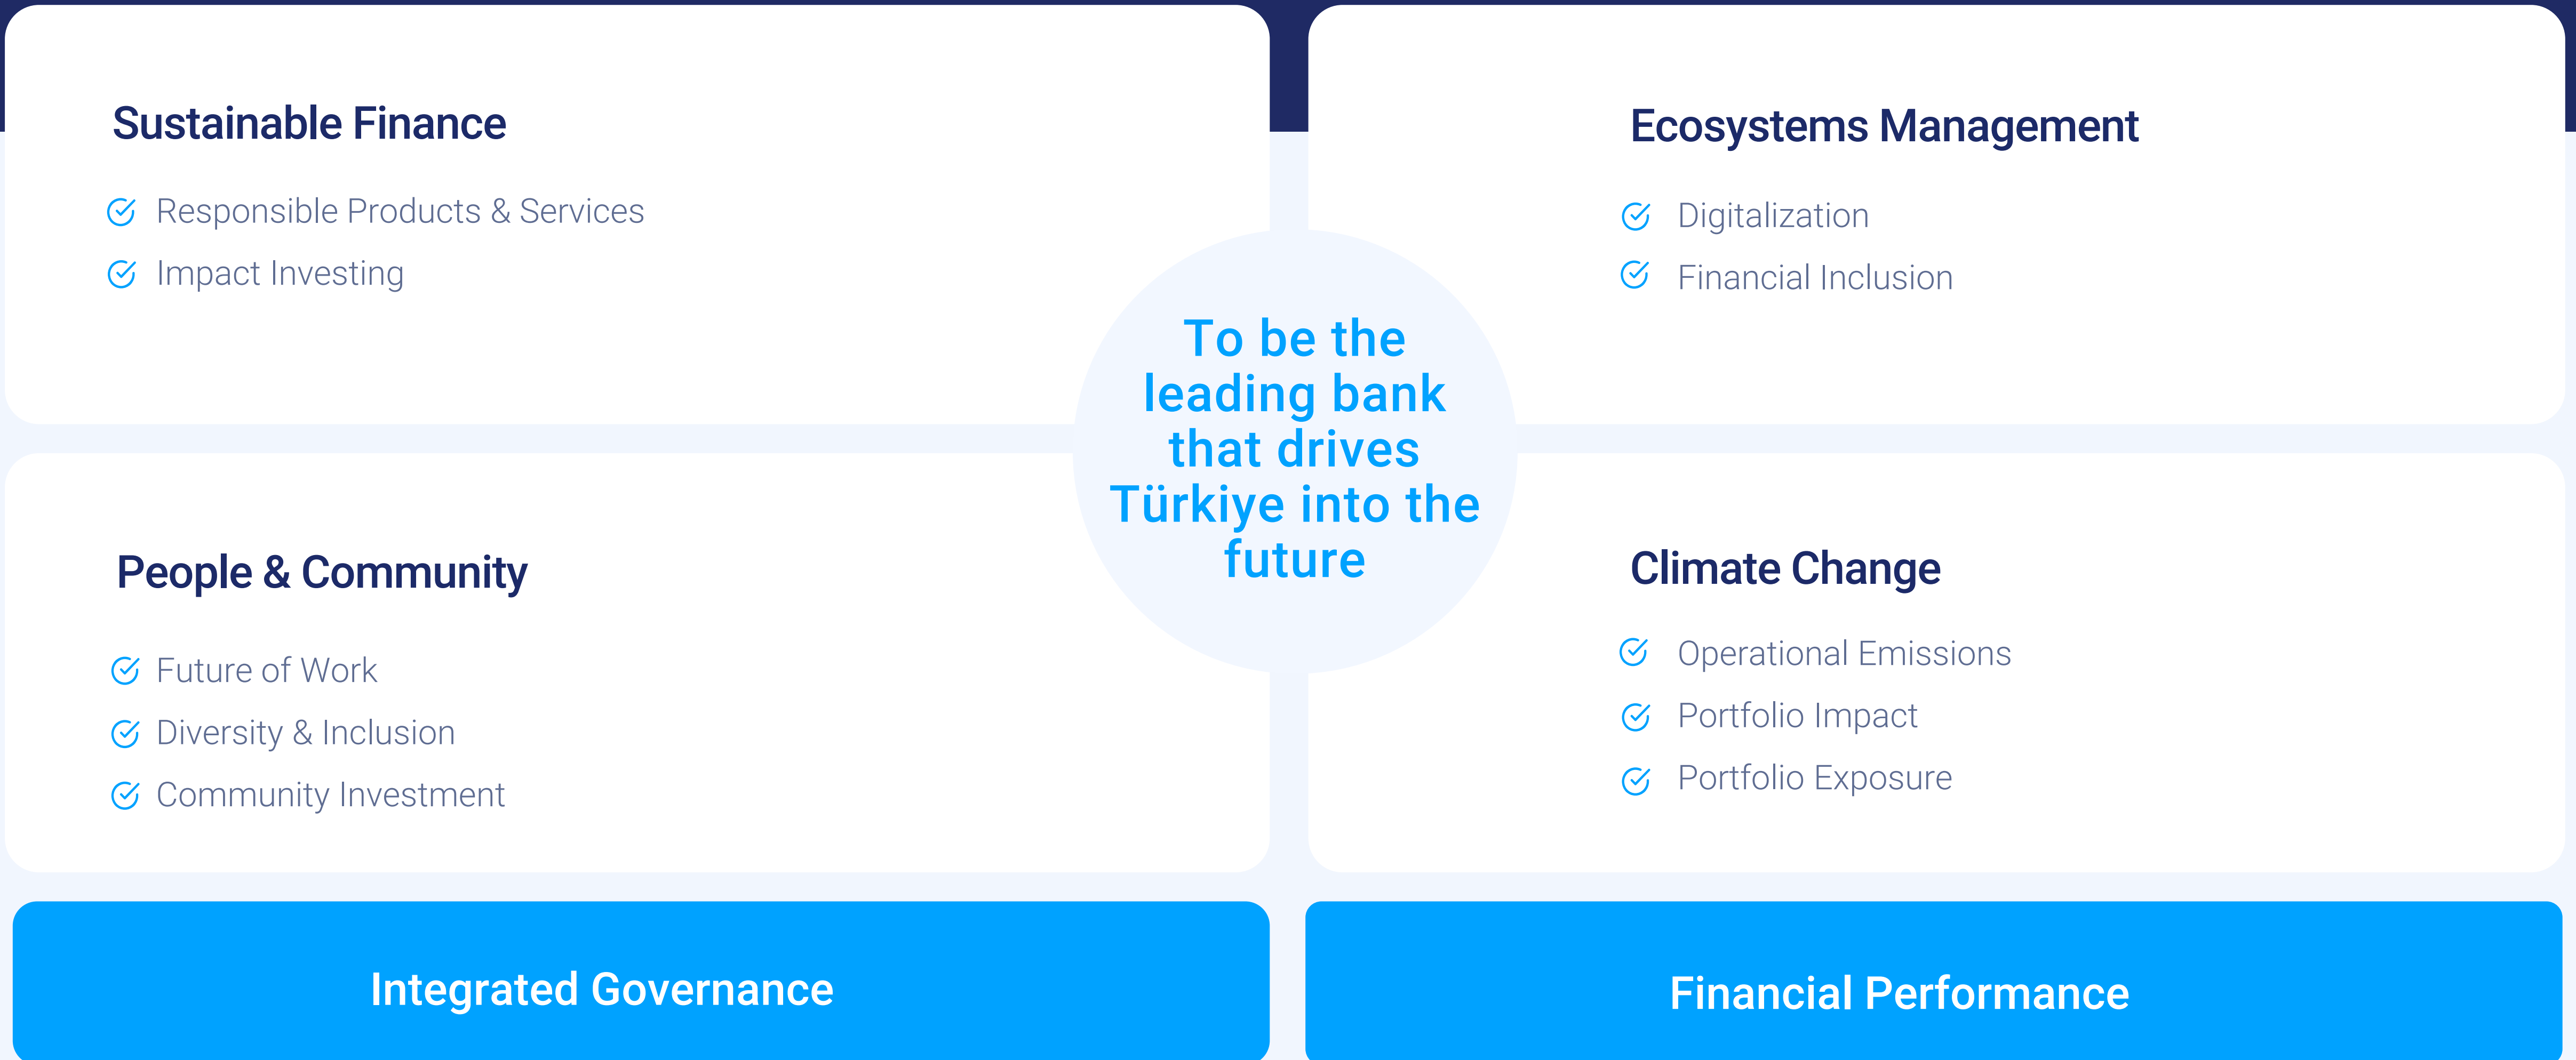 Sustainable Finance
Responsible Products & Services
Impact Investing
Ecosystems Management
Digitalization
Financial Inclusion
To be the
leading bank
that drives
Türkiye into the
future
People & Community
Future of Work
Diversity & Inclusion
Community Investment
Climate Change
Operational Emissions
Portfolio Impact
Portfolio Exposure
Integrated Governance
Financial Performance